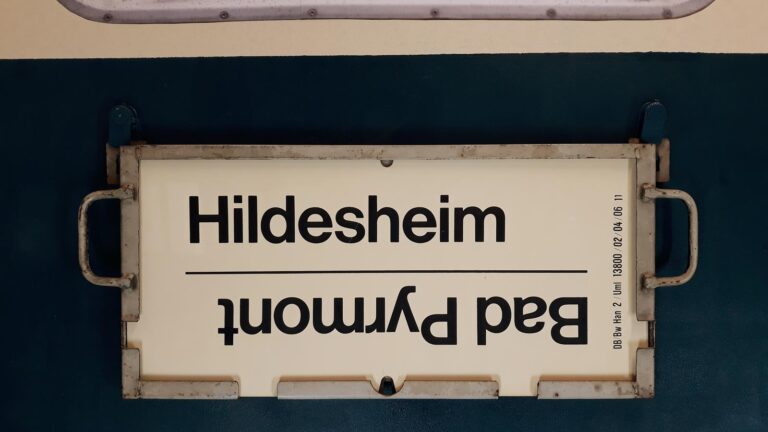 Hildesheim
Bad Pyrmont
DB Bw Han 2 / Uml 13800 / 02 / 04 / 06 11